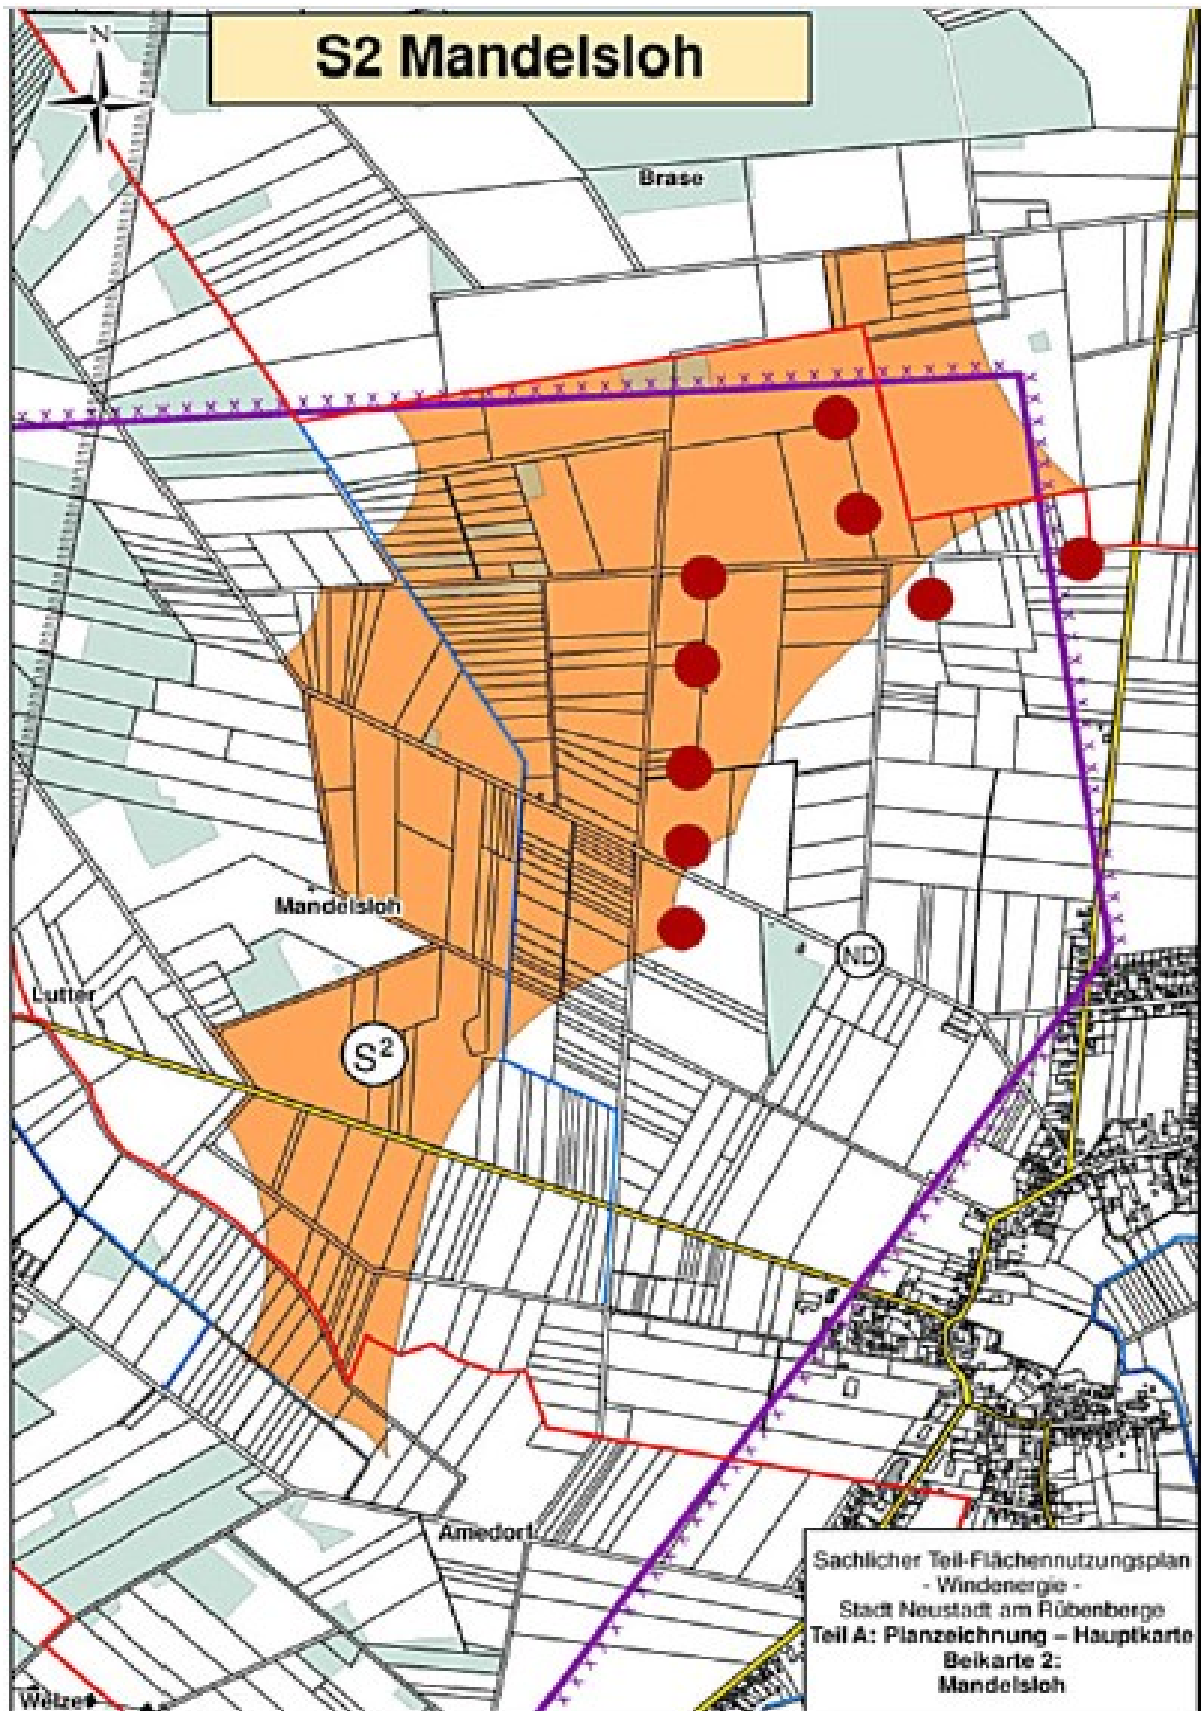 S2 Mandelsloh
N
Brase
Mandelsloh
ND
Lutter
S²
Amedorf
Welze
Sachlicher Teil-Flächennutzungsplan
- Windenergie -
Stadt Neustadt am Rübenberge
Teil A: Planzeichnung – Hauptkarte
Beikarte 2:
Mandelsloh